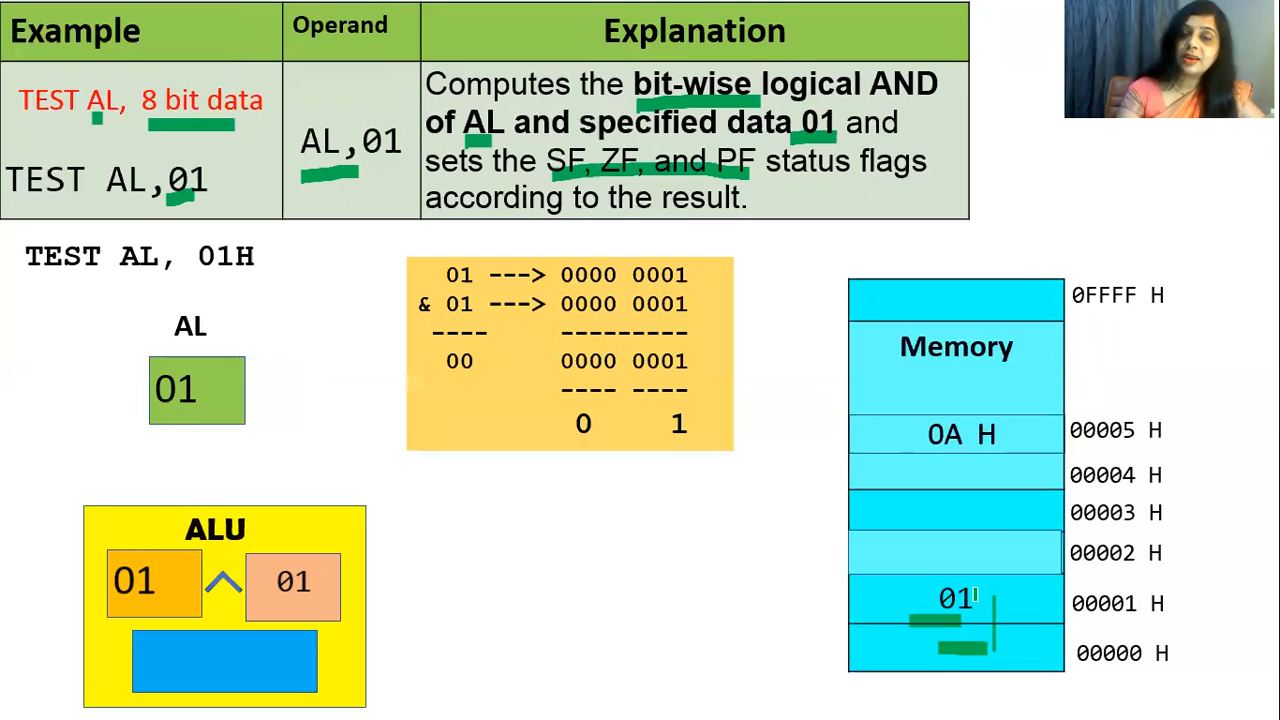 Example
Operand
Explanation
TEST AL, 8 bit data
TEST AL,01
AL,01
Computes the bit-wise logical AND
of AL and specified data 01 and
sets the SF, ZF, and PF status flags
according to the result.
TEST AL, 01H
AL
01
01 ---> 0000 0001
& 01 ---> 0000 0001
---- ---------
00 0000 0001
---- ----
0 1
ALU
01 01
0FFFF H
Memory
0A H 00005 H
00004 H
00003 H
00002 H
01 00001 H
00000 H